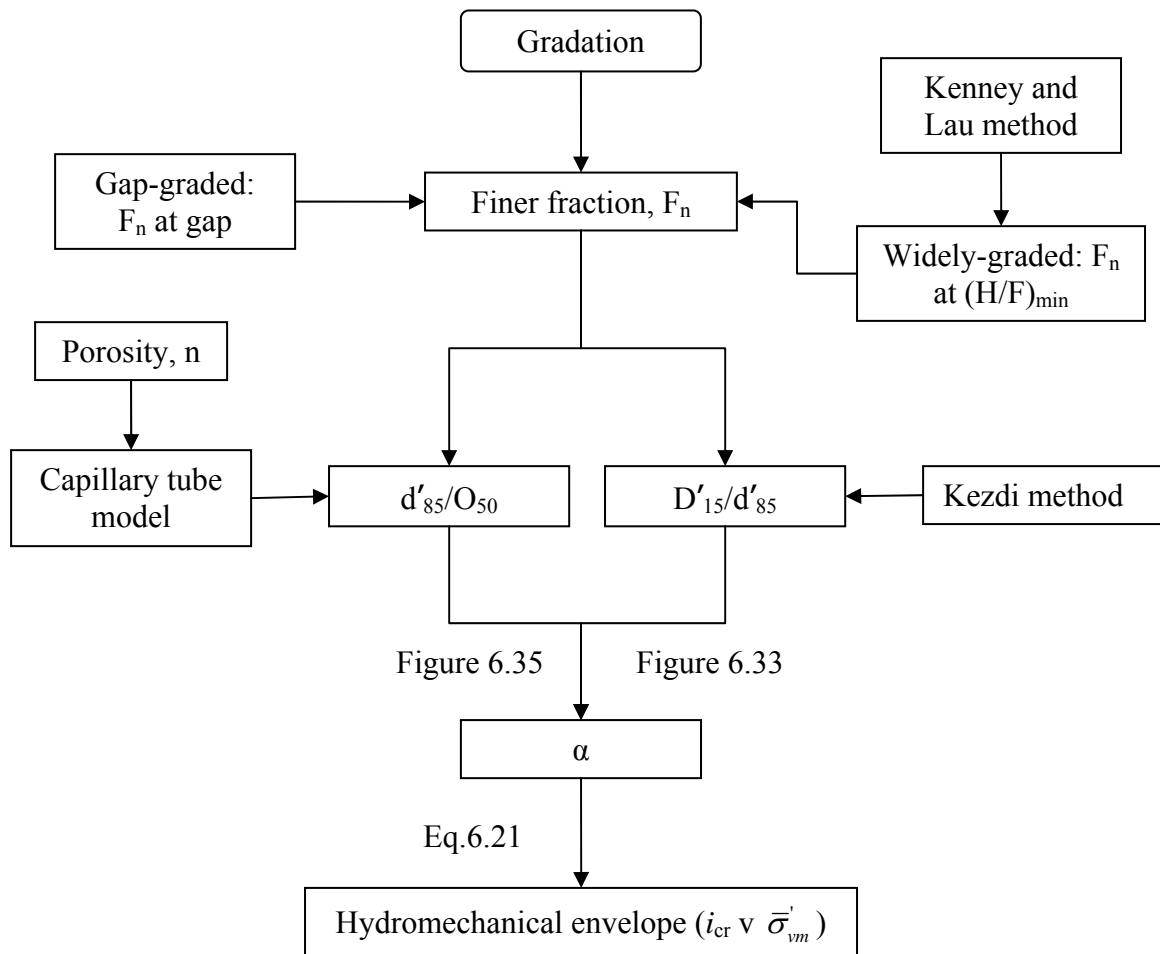 Gradation
Kenney and
Lau method
Gap-graded:
Fₙ at gap
Finer fraction, Fₙ
Widely-graded: Fₙ
at (H/F)ₘᵢₙ
Porosity, n
Capillary tube
model
d′₈₅/O₅₀
D′₁₅/d′₈₅
Kezdi method
Figure 6.35
Figure 6.33
α
Eq.6.21
Hydromechanical envelope (i_cr v σ̄'_vm )